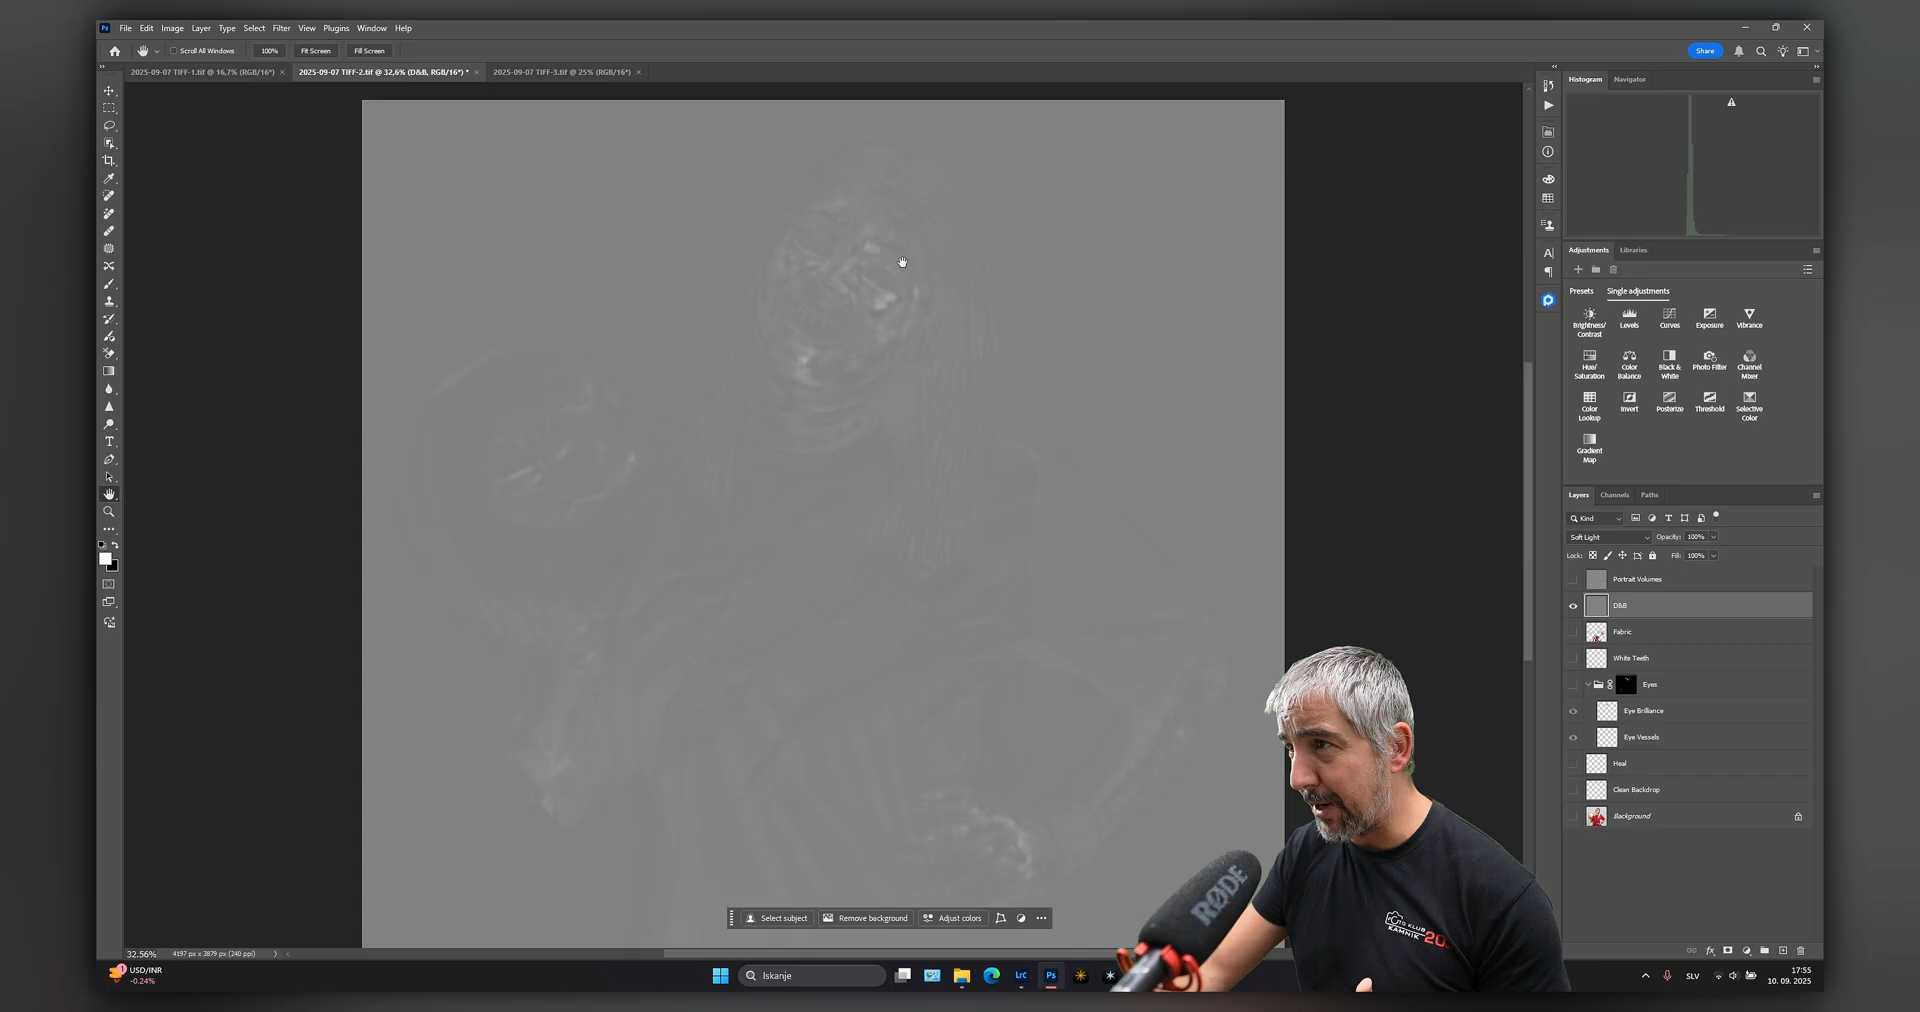 Ps File Edit Image Layer Type Select Filter View Plugins Window Help
Scroll All Windows 100% Fit Screen Fill Screen Share
2025-09-07 TIFF-1.tif @ 16,7% (RGB/16*) × 2025-09-07 TIFF-2.tif @ 32,6% (D&B, RGB/16*) * × 2025-09-07 TIFF-3.tif @ 25% (RGB/16*) ×
Histogram Navigator
Adjustments Libraries
Presets Single adjustments
Brightness/ Levels Curves Exposure Vibrance
Contrast
Hue/ Color Black & Photo Filter Channel
Saturation Balance White Mixer
Color Invert Posterize Threshold Selective
Lookup Color
Gradient
Map
Layers Channels Paths
Kind
Soft Light Opacity: 100%
Lock: Fill: 100%
Portrait Volumes
D&B
Fabric
White Teeth
Eyes
Eye Brilliance
Eye Vessels
Heal
Clean Backdrop
Background
RØDE
FOTO KLUB
KAMNIK 20
Select subject Remove background Adjust colors
32.56% 4197 px x 3879 px (240 ppi)
1 USD/INR
-0.24%
Iskanje
Lrc Ps
SLV
17:55
10. 09. 2025